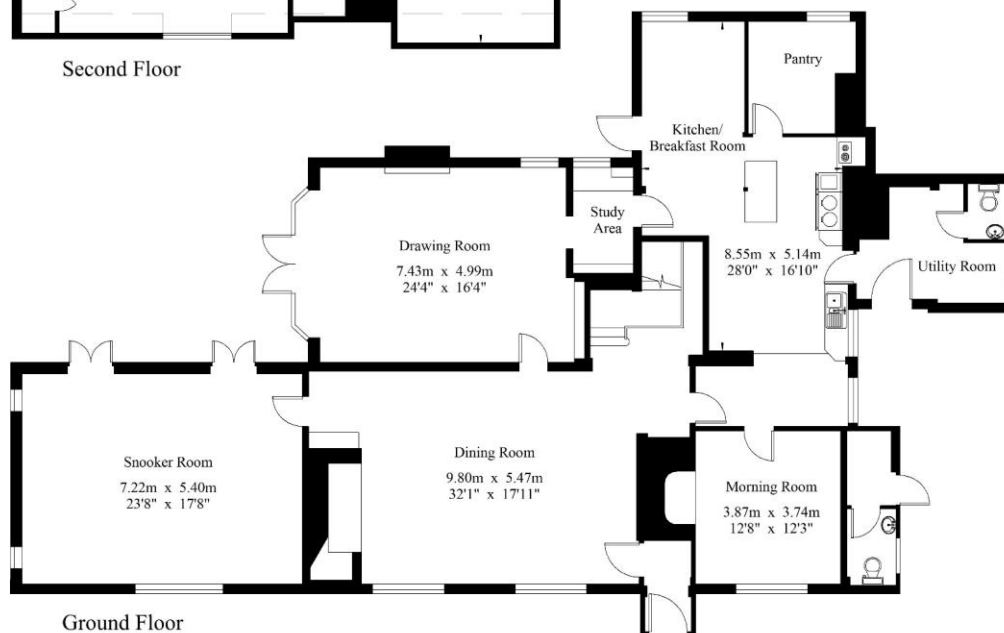 Second Floor
Pantry
Kitchen/
Breakfast Room
Study
Area
Drawing Room
7.43m x 4.99m
24'4" x 16'4"
8.55m x 5.14m
28'0" x 16'10"
Utility Room
Snooker Room
7.22m x 5.40m
23'8" x 17'8"
Dining Room
9.80m x 5.47m
32'1" x 17'11"
Morning Room
3.87m x 3.74m
12'8" x 12'3"
Ground Floor